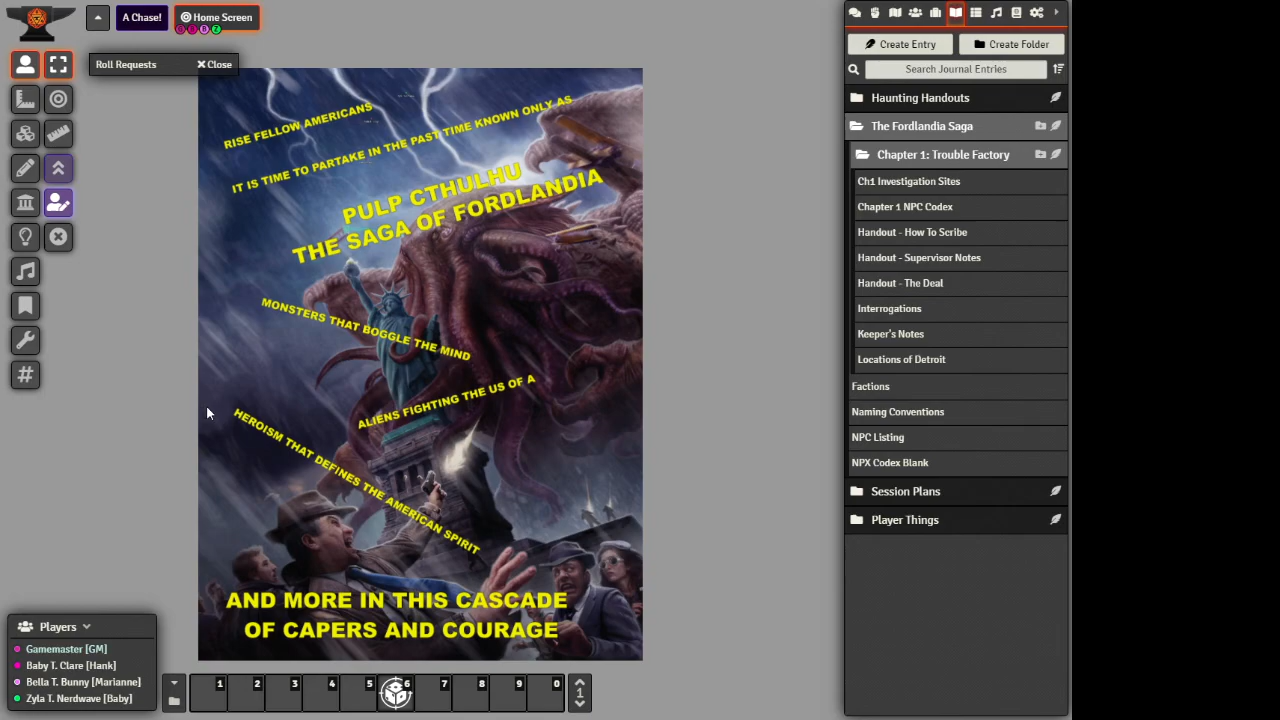 A Chase!
Home Screen
G H B Z
Roll Requests
Close
RISE FELLOW AMERICANS
IT IS TIME TO PARTAKE IN THE PAST TIME KNOWN ONLY AS
PULP CTHULHU
THE SAGA OF FORDLANDIA
MONSTERS THAT BOGGLE THE MIND
ALIENS FIGHTING THE US OF A
HEROISM THAT DEFINES THE AMERICAN SPIRIT
AND MORE IN THIS CASCADE
OF CAPERS AND COURAGE
Players
Gamemaster [GM]
Baby T. Clare [Hank]
Bella T. Bunny [Marianne]
Zyla T. Nerdwave [Baby]
1 2 3 4 5 6 7 8 9 0
1
Create Entry
Create Folder
Search Journal Entries
Haunting Handouts
The Fordlandia Saga
Chapter 1: Trouble Factory
Ch1 Investigation Sites
Chapter 1 NPC Codex
Handout - How To Scribe
Handout - Supervisor Notes
Handout - The Deal
Interrogations
Keeper's Notes
Locations of Detroit
Factions
Naming Conventions
NPC Listing
NPX Codex Blank
Session Plans
Player Things